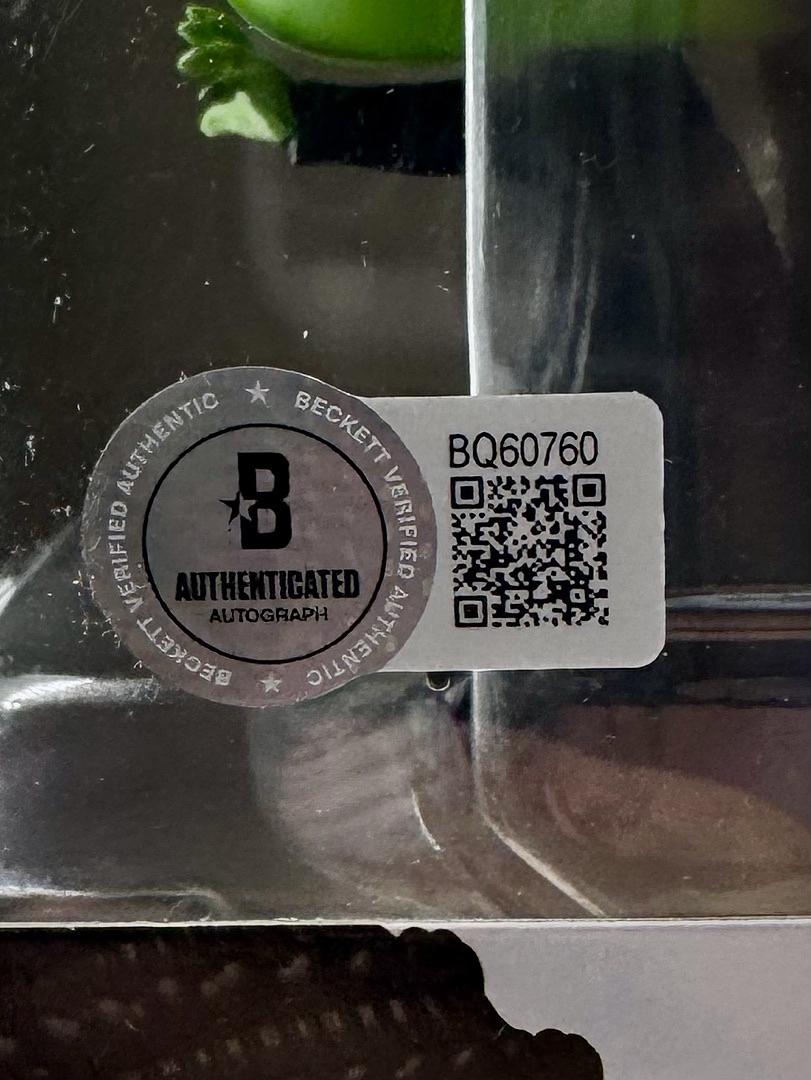 BECKETT VERIFIED AUTHENTIC ★ BECKETT VERIFIED AUTHENTIC ★
B
AUTHENTICATED
AUTOGRAPH
BQ60760